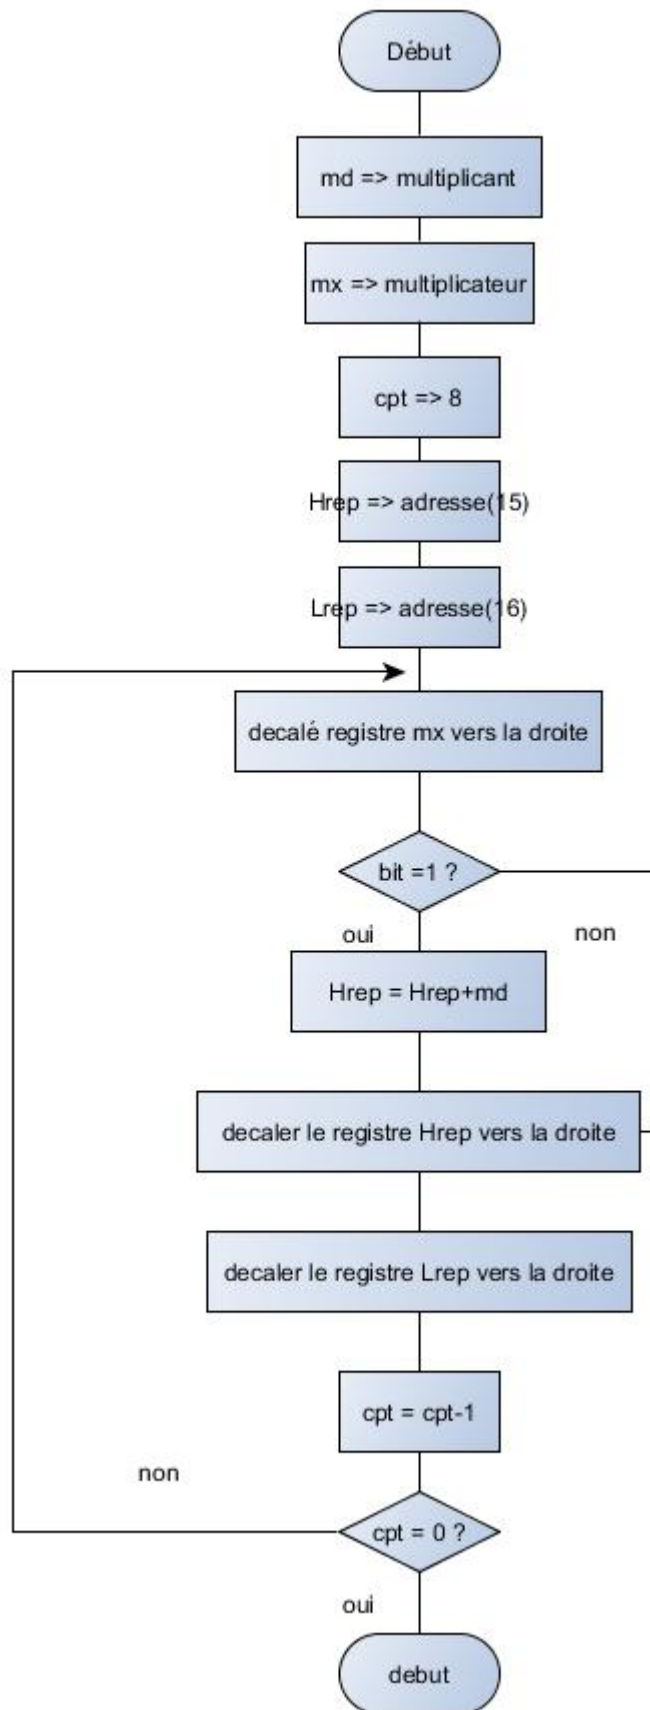 Début
md => multiplicant
mx => multiplicateur
cpt => 8
Hrep => adresse(15)
Lrep => adresse(16)
decalé registre mx vers la droite
bit =1 ?
oui
non
Hrep = Hrep+md
decaler le registre Hrep vers la droite
decaler le registre Lrep vers la droite
cpt = cpt-1
non
cpt = 0 ?
oui
debut